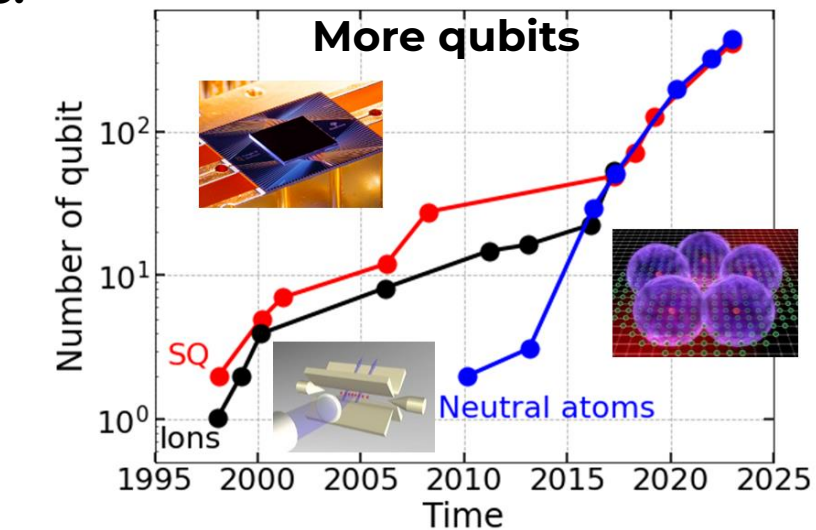 More qubits
Number of qubit
10²
10¹
10⁰
SQ
Ions
Neutral atoms
1995 2000 2005 2010 2015 2020 2025
Time